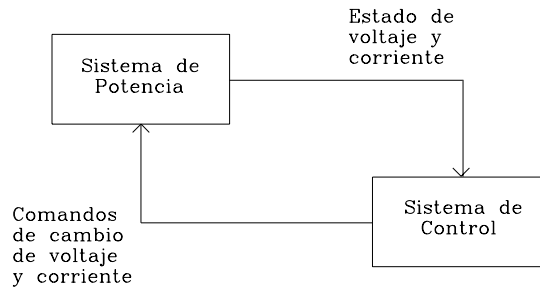 Estado de
voltaje y
corriente
Sistema de
Potencia
Sistema de
Control
Comandos
de cambio
de voltaje
y corriente